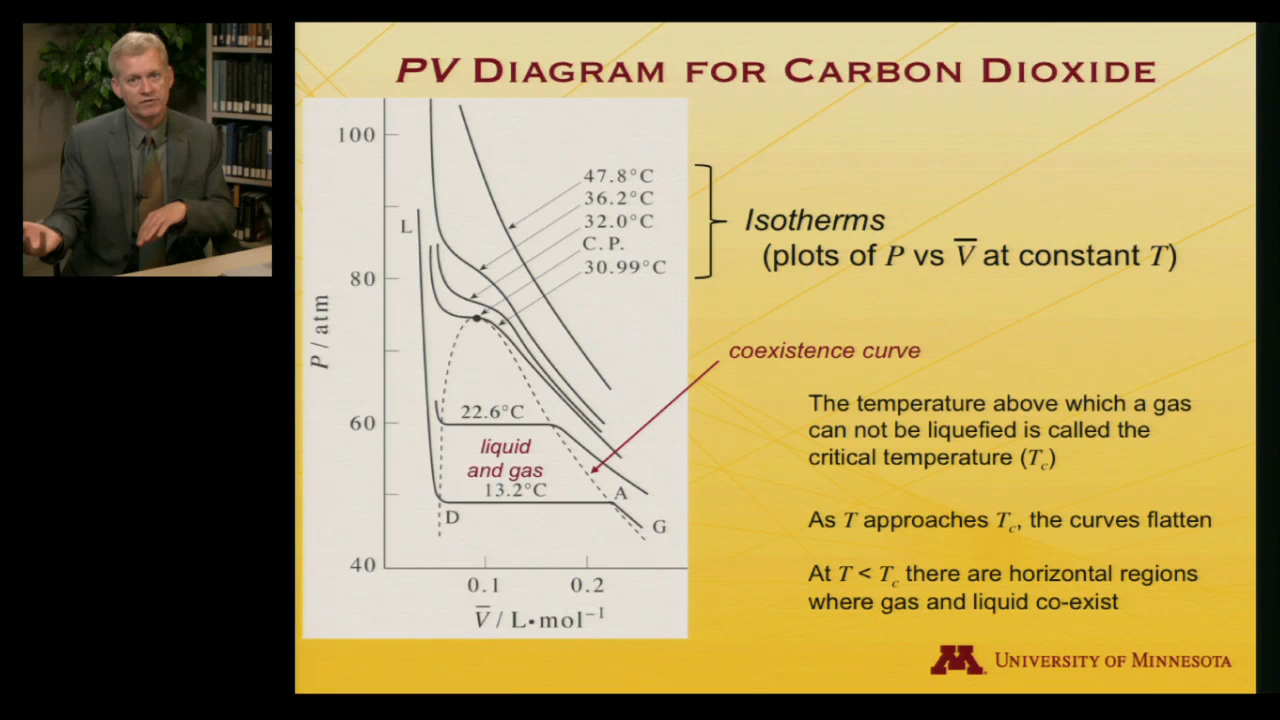 PV DIAGRAM FOR CARBON DIOXIDE
100
80
60
40
P / atm
L
47.8°C
36.2°C
32.0°C
C.P.
30.99°C
22.6°C
liquid
and gas
13.2°C
D
A
G
0.1
0.2
V̅ / L•mol⁻¹
Isotherms
(plots of P vs V̅ at constant T)
coexistence curve
The temperature above which a gas
can not be liquefied is called the
critical temperature (Tc)
As T approaches Tc, the curves flatten
At T < Tc there are horizontal regions
where gas and liquid co-exist
M UNIVERSITY OF MINNESOTA